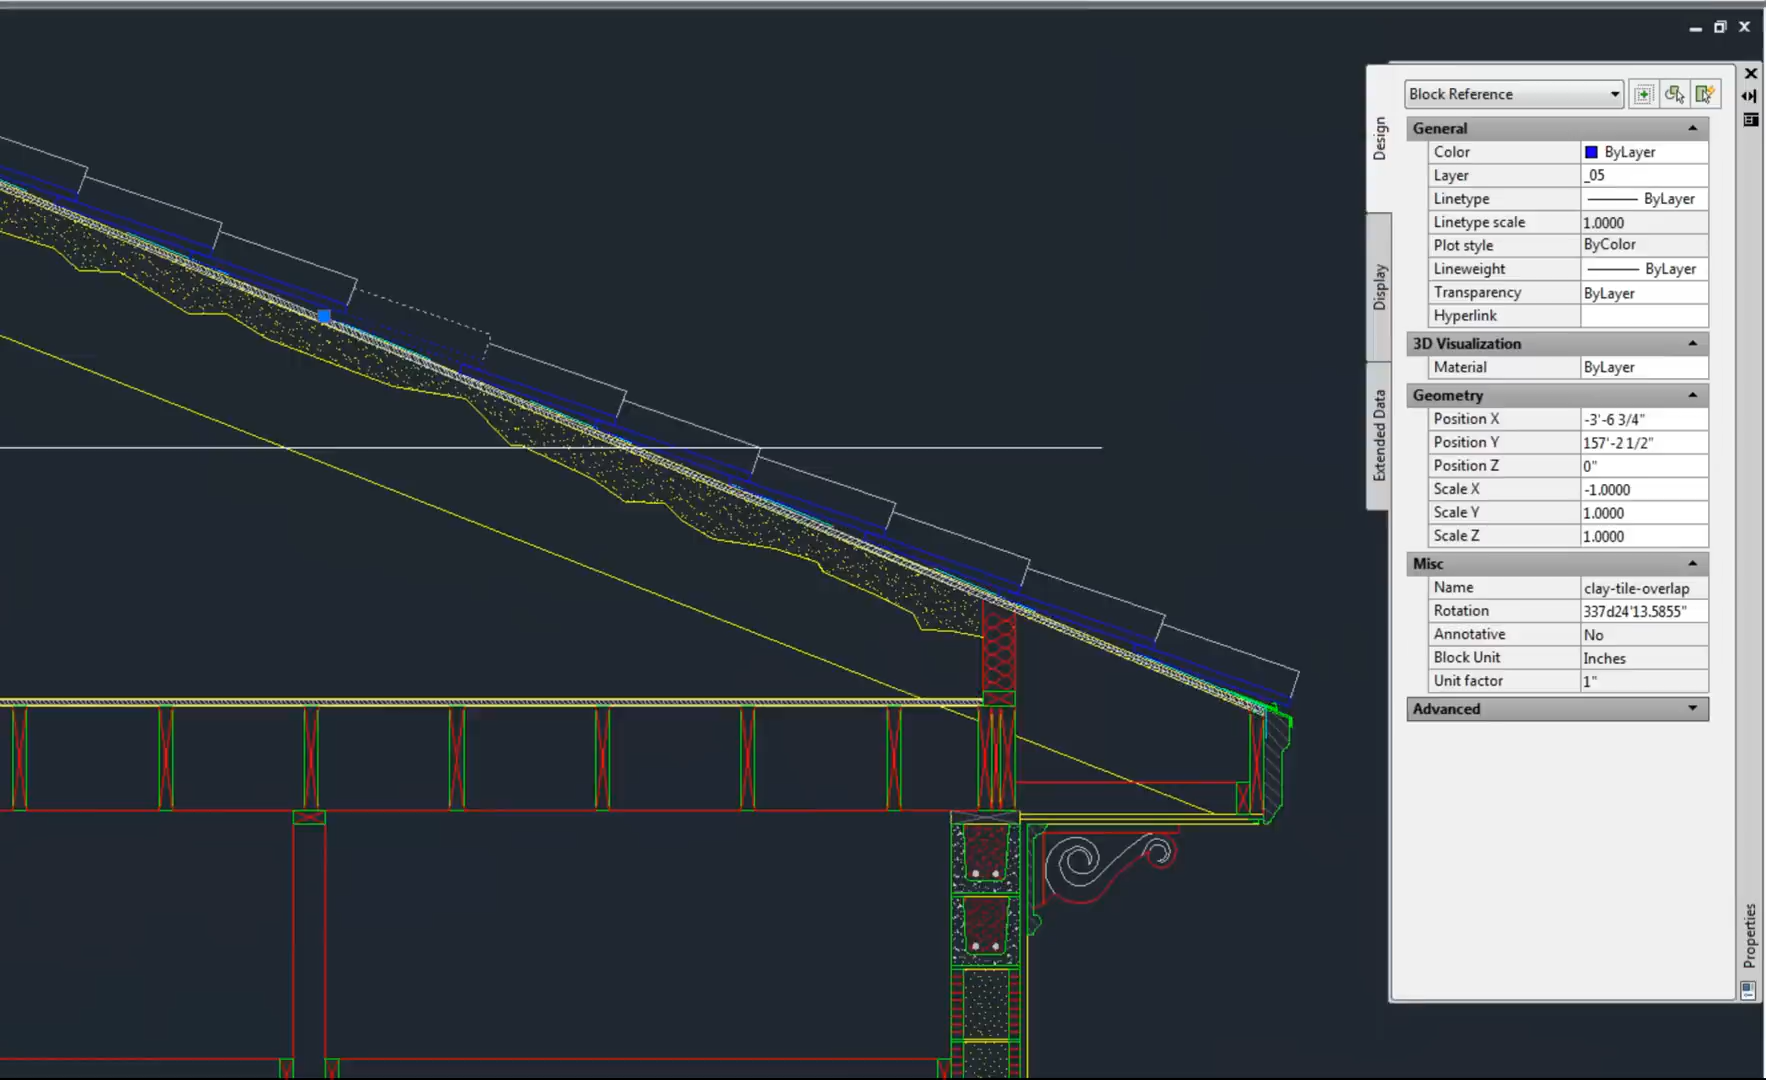 Block Reference
Design
Display
Extended Data
General
Color ByLayer
Layer _05
Linetype ByLayer
Linetype scale 1.0000
Plot style ByColor
Lineweight ByLayer
Transparency ByLayer
Hyperlink
3D Visualization
Material ByLayer
Geometry
Position X -3'-6 3/4"
Position Y 157'-2 1/2"
Position Z 0"
Scale X -1.0000
Scale Y 1.0000
Scale Z 1.0000
Misc
Name clay-tile-overlap
Rotation 337d24'13.5855"
Annotative No
Block Unit Inches
Unit factor 1"
Advanced
Properties